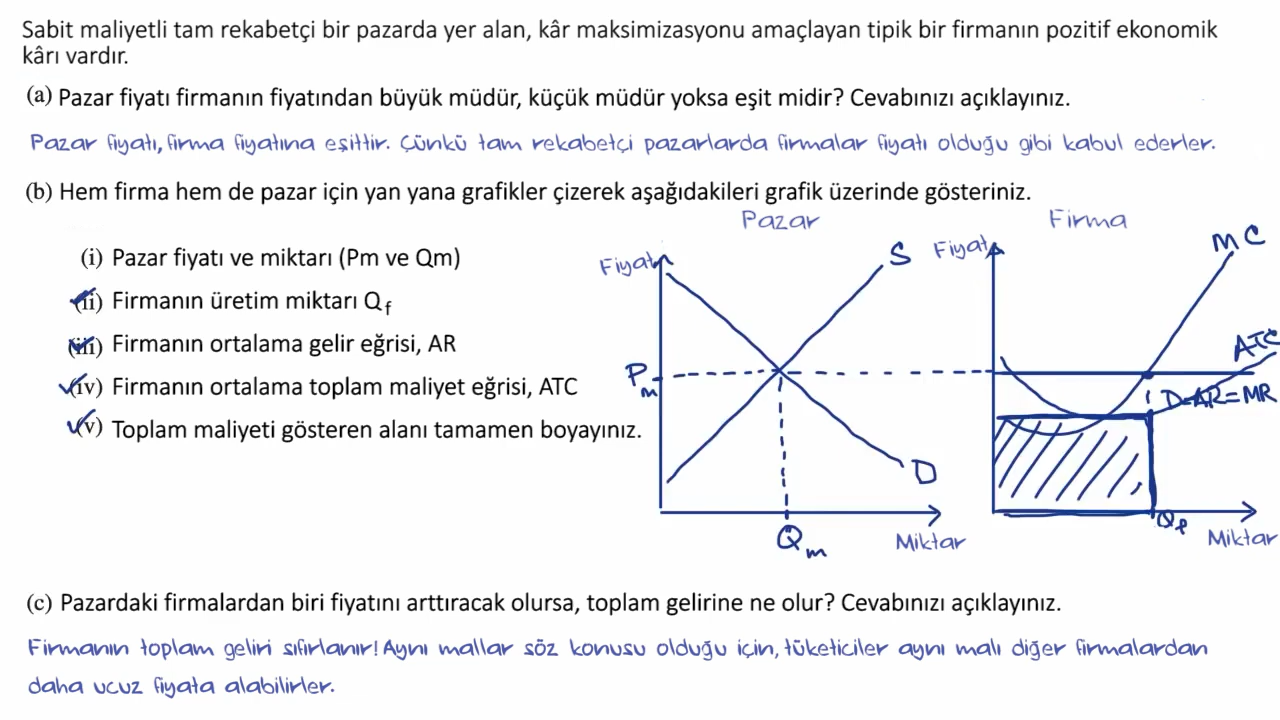 Sabit maliyetli tam rekabetçi bir pazarda yer alan, kâr maksimizasyonu amaçlayan tipik bir firmanın pozitif ekonomik
kârı vardır.
(a) Pazar fiyatı firmanın fiyatından büyük müdür, küçük müdür yoksa eşit midir? Cevabınızı açıklayınız.
Pazar fiyatı, firma fiyatına eşittir. Çünkü tam rekabetçi pazarlarda firmalar fiyatı olduğu gibi kabul ederler.
(b) Hem firma hem de pazar için yan yana grafikler çizerek aşağıdakileri grafik üzerinde gösteriniz.
(i) Pazar fiyatı ve miktarı (Pm ve Qm)
(ii) Firmanın üretim miktarı Qf
(iii) Firmanın ortalama gelir eğrisi, AR
(iv) Firmanın ortalama toplam maliyet eğrisi, ATC
(v) Toplam maliyeti gösteren alanı tamamen boyayınız.
Pazar
Fiyat
S
Pm
D
Qm
Miktar
Firma
Fiyat
MC
ATC
D=AR=MR
Qf
Miktar
(c) Pazardaki firmalardan biri fiyatını arttıracak olursa, toplam gelirine ne olur? Cevabınızı açıklayınız.
Firmanın toplam geliri sıfırlanır! Aynı mallar söz konusu olduğu için, tüketiciler aynı malı diğer firmalardan
daha ucuz fiyata alabilirler.